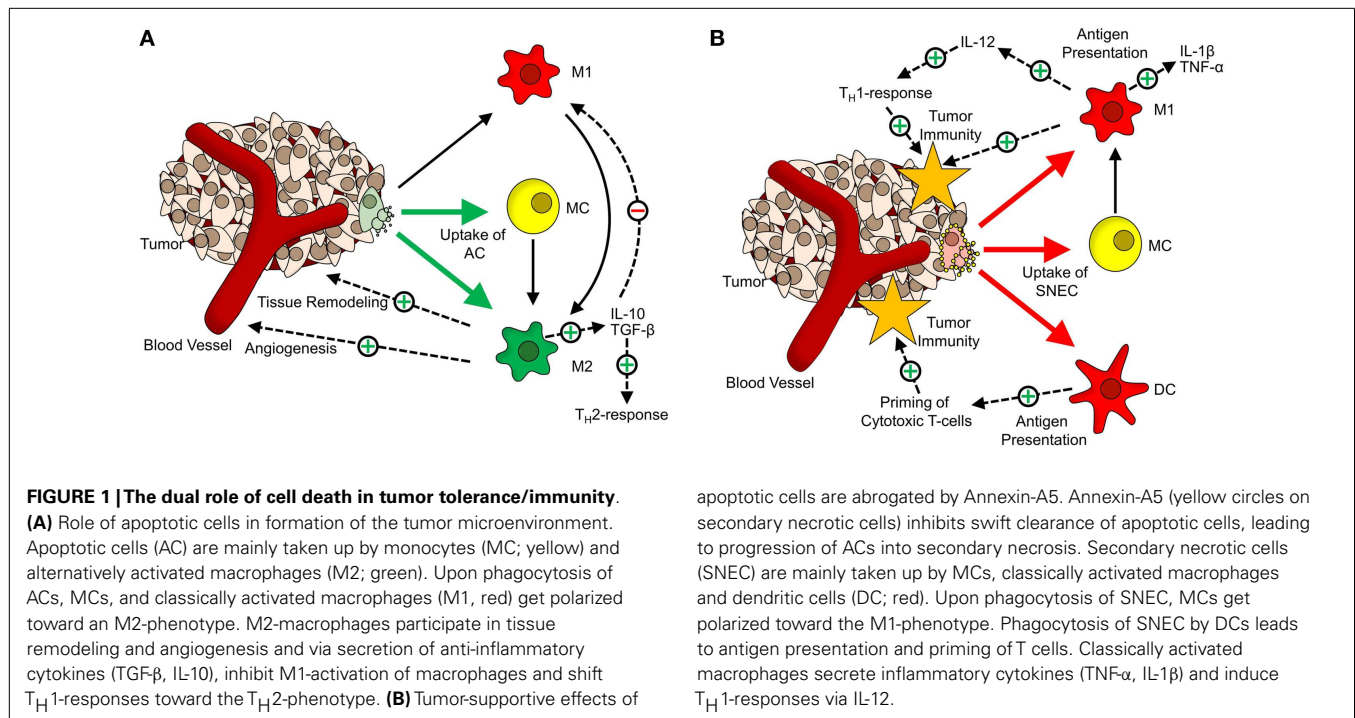 A
M1
MC
Uptake of
AC
Tumor
Tissue Remodeling
IL-10
TGF-β
Blood Vessel
Angiogenesis
M2
TH2-response
B
IL-12
Antigen
Presentation
IL-1β
TNF-α
TH1-response
M1
Tumor
Immunity
MC
Uptake of
SNEC
Tumor
Tumor
Immunity
Blood Vessel
DC
Priming of
Cytotoxic T-cells
Antigen
Presentation
FIGURE 1 | The dual role of cell death in tumor tolerance/immunity.
(A) Role of apoptotic cells in formation of the tumor microenvironment.
Apoptotic cells (AC) are mainly taken up by monocytes (MC; yellow) and
alternatively activated macrophages (M2; green). Upon phagocytosis of
ACs, MCs, and classically activated macrophages (M1, red) get polarized
toward an M2-phenotype. M2-macrophages participate in tissue
remodeling and angiogenesis and via secretion of anti-inflammatory
cytokines (TGF-β, IL-10), inhibit M1-activation of macrophages and shift
TH1-responses toward the TH2-phenotype. (B) Tumor-supportive effects of
apoptotic cells are abrogated by Annexin-A5. Annexin-A5 (yellow circles on
secondary necrotic cells) inhibits swift clearance of apoptotic cells, leading
to progression of ACs into secondary necrosis. Secondary necrotic cells
(SNEC) are mainly taken up by MCs, classically activated macrophages
and dendritic cells (DC; red). Upon phagocytosis of SNEC, MCs get
polarized toward the M1-phenotype. Phagocytosis of SNEC by DCs leads
to antigen presentation and priming of T cells. Classically activated
macrophages secrete inflammatory cytokines (TNF-α, IL-1β) and induce
TH1-responses via IL-12.